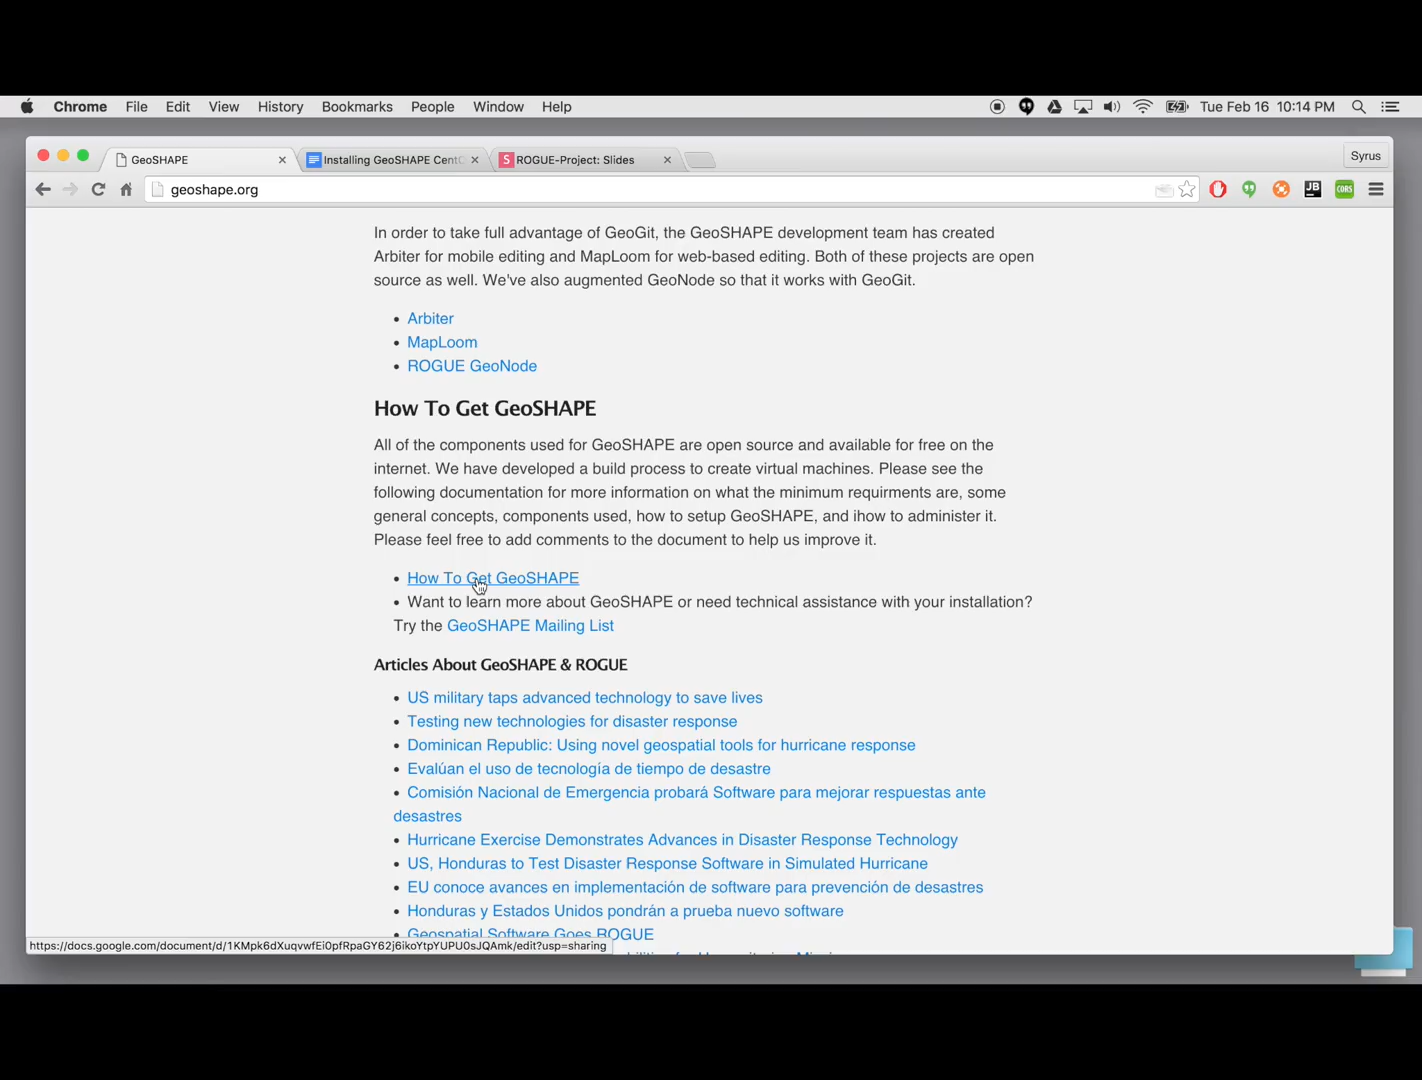 Chrome File Edit View History Bookmarks People Window Help Tue Feb 16 10:14 PM
GeoSHAPE Installing GeoSHAPE Cent ROGUE-Project: Slides Syrus
geoshape.org JB CORS
In order to take full advantage of GeoGit, the GeoSHAPE development team has created
Arbiter for mobile editing and MapLoom for web-based editing. Both of these projects are open
source as well. We've also augmented GeoNode so that it works with GeoGit.
• Arbiter
• MapLoom
• ROGUE GeoNode
How To Get GeoSHAPE
All of the components used for GeoSHAPE are open source and available for free on the
internet. We have developed a build process to create virtual machines. Please see the
following documentation for more information on what the minimum requirments are, some
general concepts, components used, how to setup GeoSHAPE, and ihow to administer it.
Please feel free to add comments to the document to help us improve it.
• How To Get GeoSHAPE
• Want to learn more about GeoSHAPE or need technical assistance with your installation?
Try the GeoSHAPE Mailing List
Articles About GeoSHAPE & ROGUE
• US military taps advanced technology to save lives
• Testing new technologies for disaster response
• Dominican Republic: Using novel geospatial tools for hurricane response
• Evalúan el uso de tecnología de tiempo de desastre
• Comisión Nacional de Emergencia probará Software para mejorar respuestas ante
desastres
• Hurricane Exercise Demonstrates Advances in Disaster Response Technology
• US, Honduras to Test Disaster Response Software in Simulated Hurricane
• EU conoce avances en implementación de software para prevención de desastres
• Honduras y Estados Unidos pondrán a prueba nuevo software
• Geospatial Software Goes ROGUE
https://docs.google.com/document/d/1KMpk6dXuqvwfEi0pfRpaGY62j6ikoYtpYUPU0sJQAmk/edit?usp=sharing